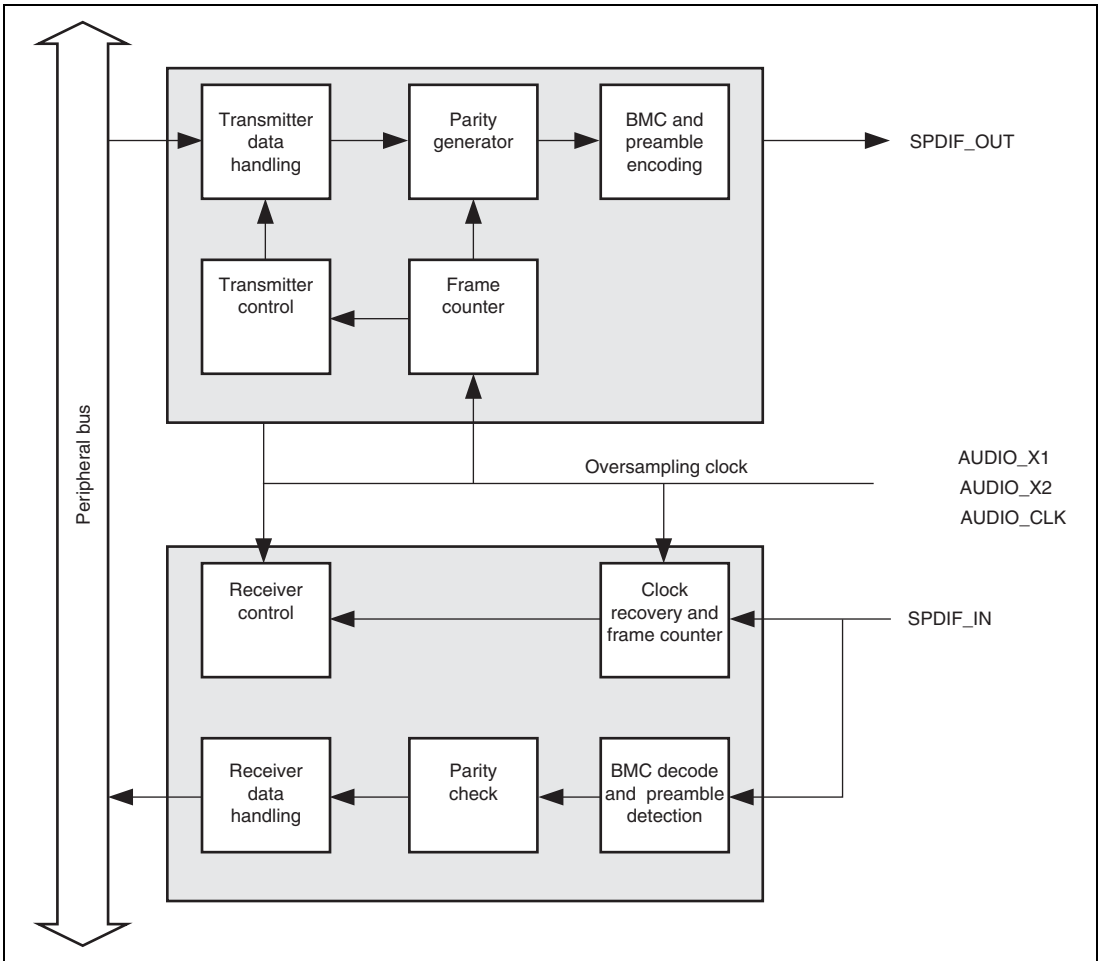 Peripheral bus
Transmitter
data
handling
Parity
generator
BMC and
preamble
encoding
SPDIF_OUT
Transmitter
control
Frame
counter
Oversampling clock
AUDIO_X1
AUDIO_X2
AUDIO_CLK
Receiver
control
Clock
recovery and
frame counter
SPDIF_IN
Receiver
data
handling
Parity
check
BMC decode
and preamble
detection